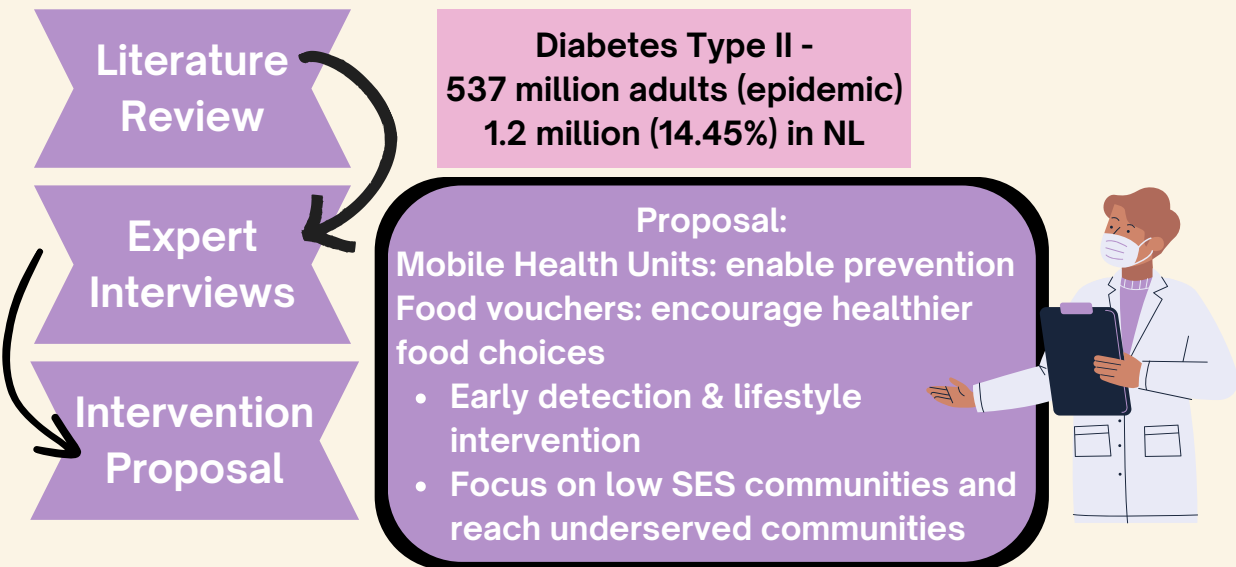 Literature
Review
Expert
Interviews
Intervention
Proposal
Diabetes Type II -
537 million adults (epidemic)
1.2 million (14.45%) in NL
Proposal:
Mobile Health Units: enable prevention
Food vouchers: encourage healthier
food choices
• Early detection & lifestyle
intervention
• Focus on low SES communities and
reach underserved communities